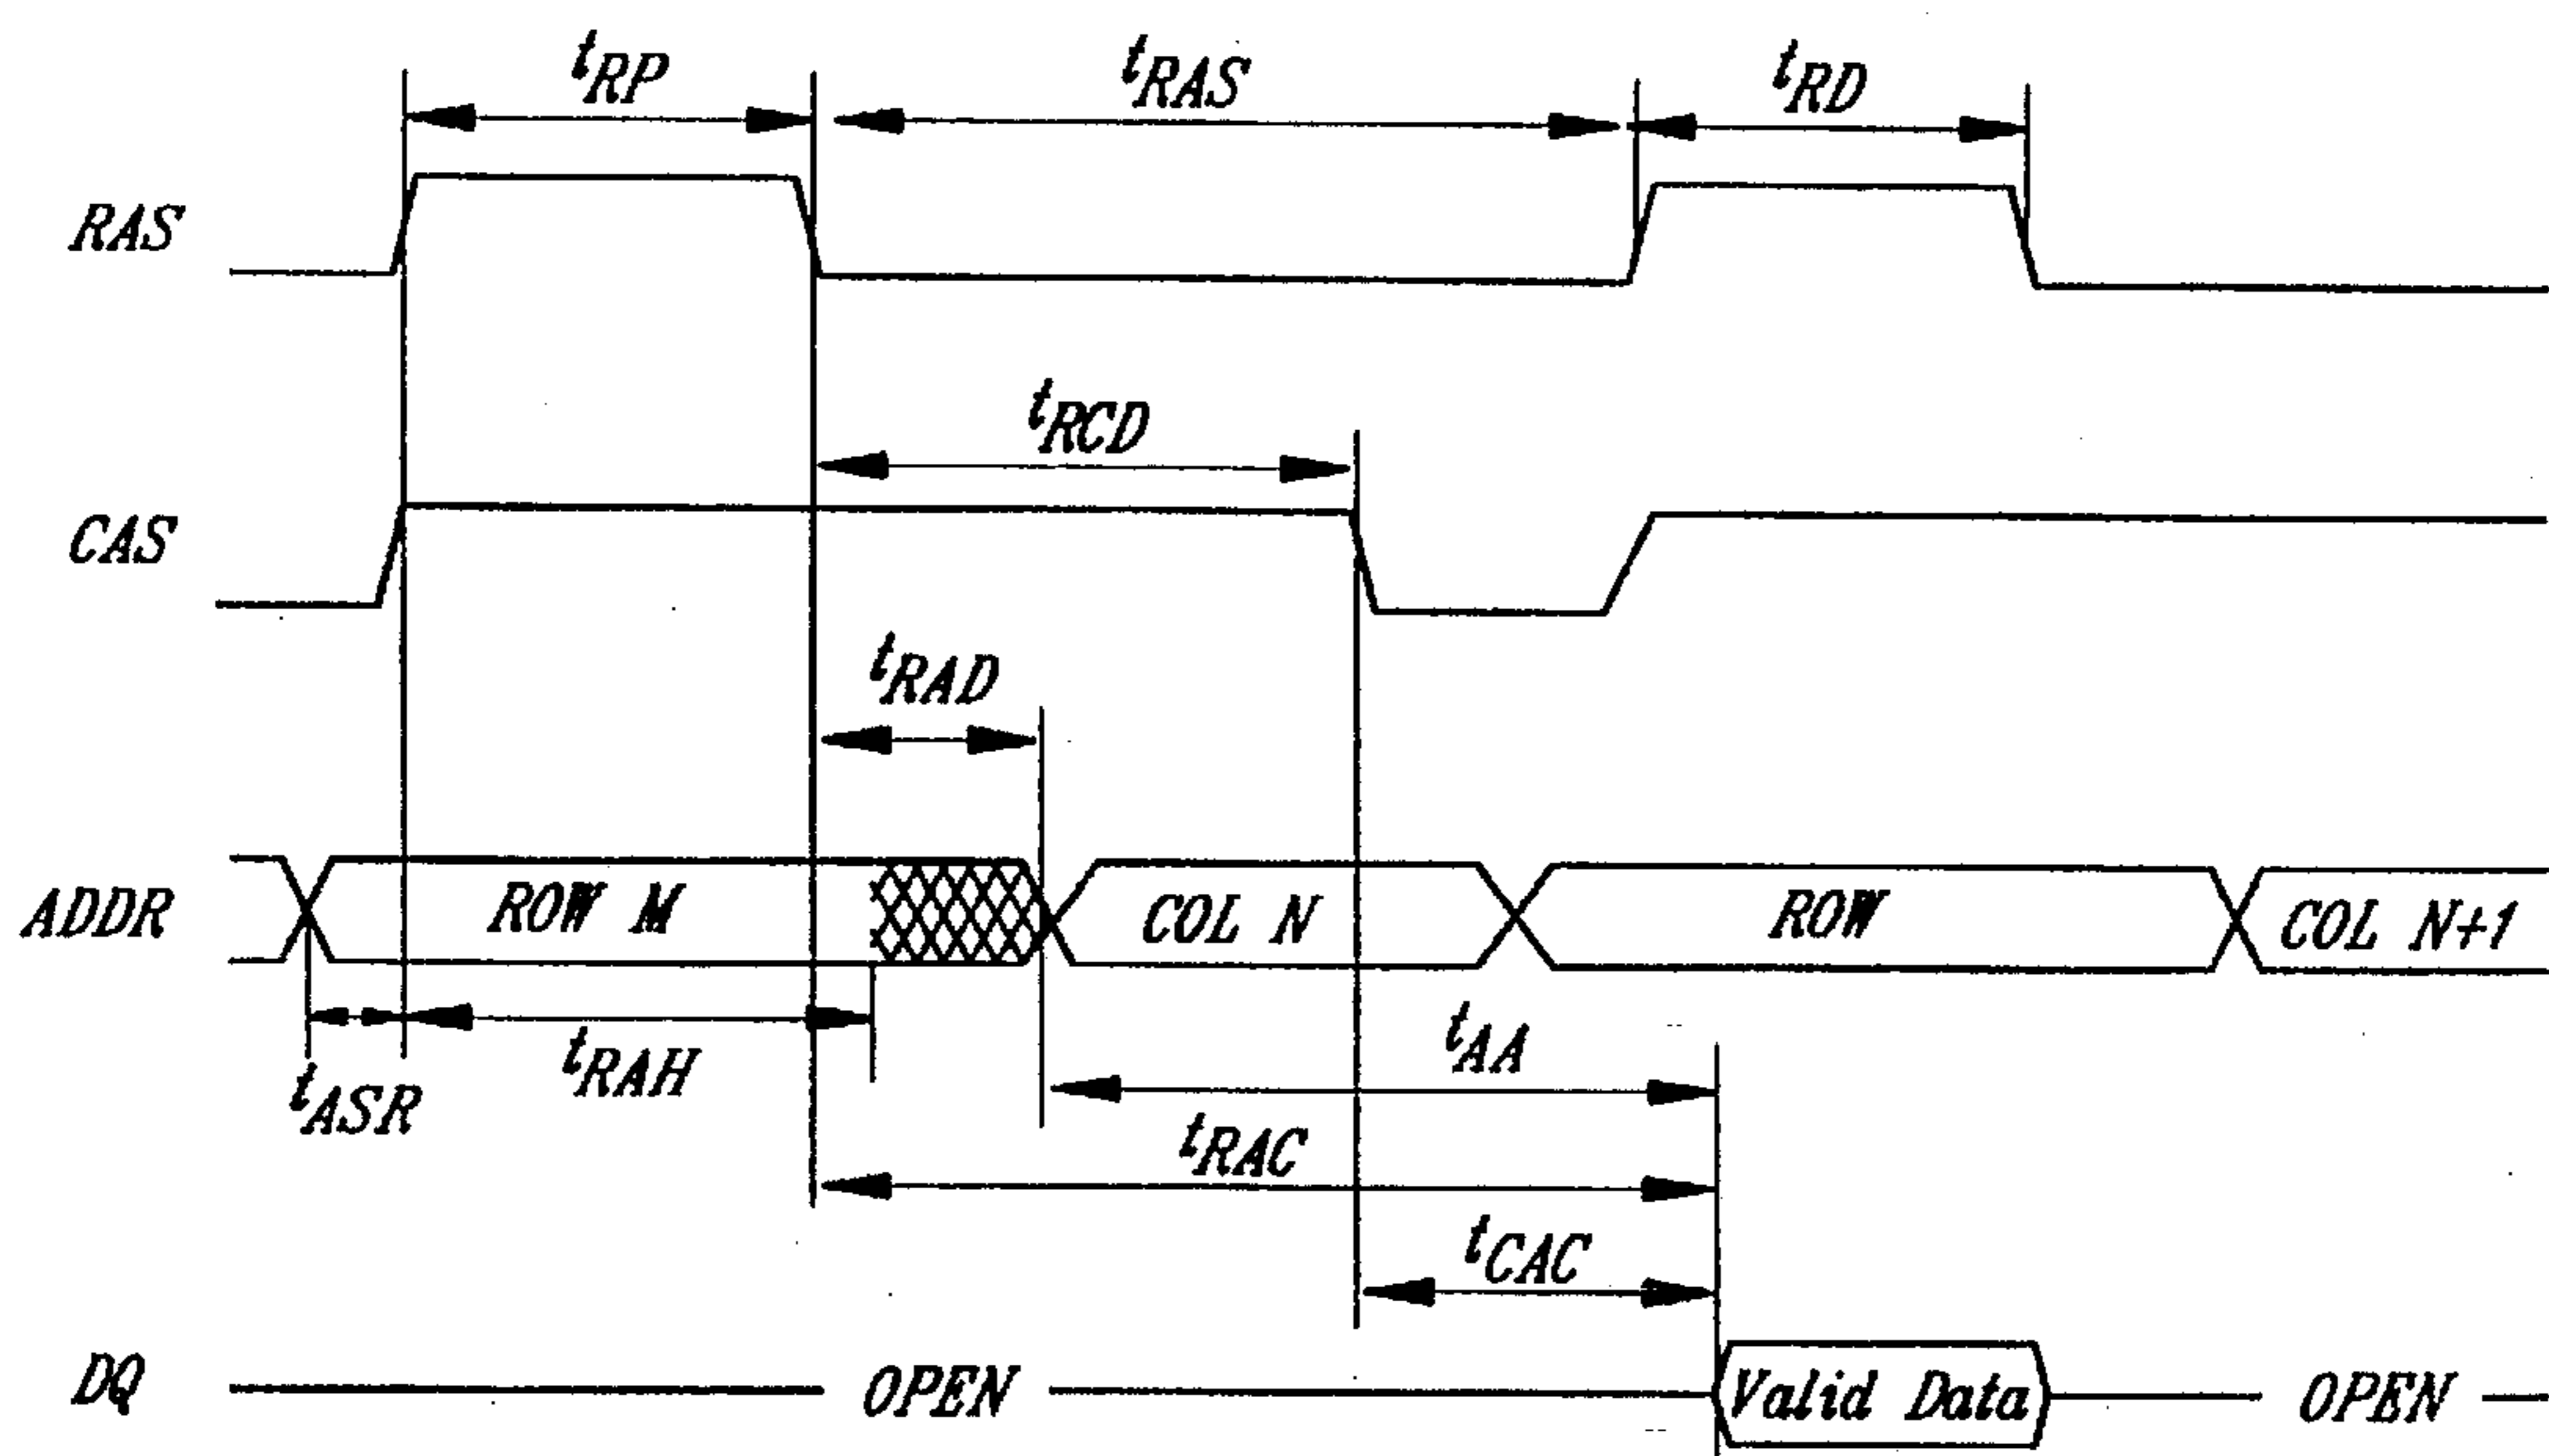 tRP tRAS tRD
RAS
tRCD
CAS
tRAD
ADDR ROW M COL N ROW COL N+1
tASR tRAH tAA
tRAC
tCAC
DQ OPEN Valid Data OPEN